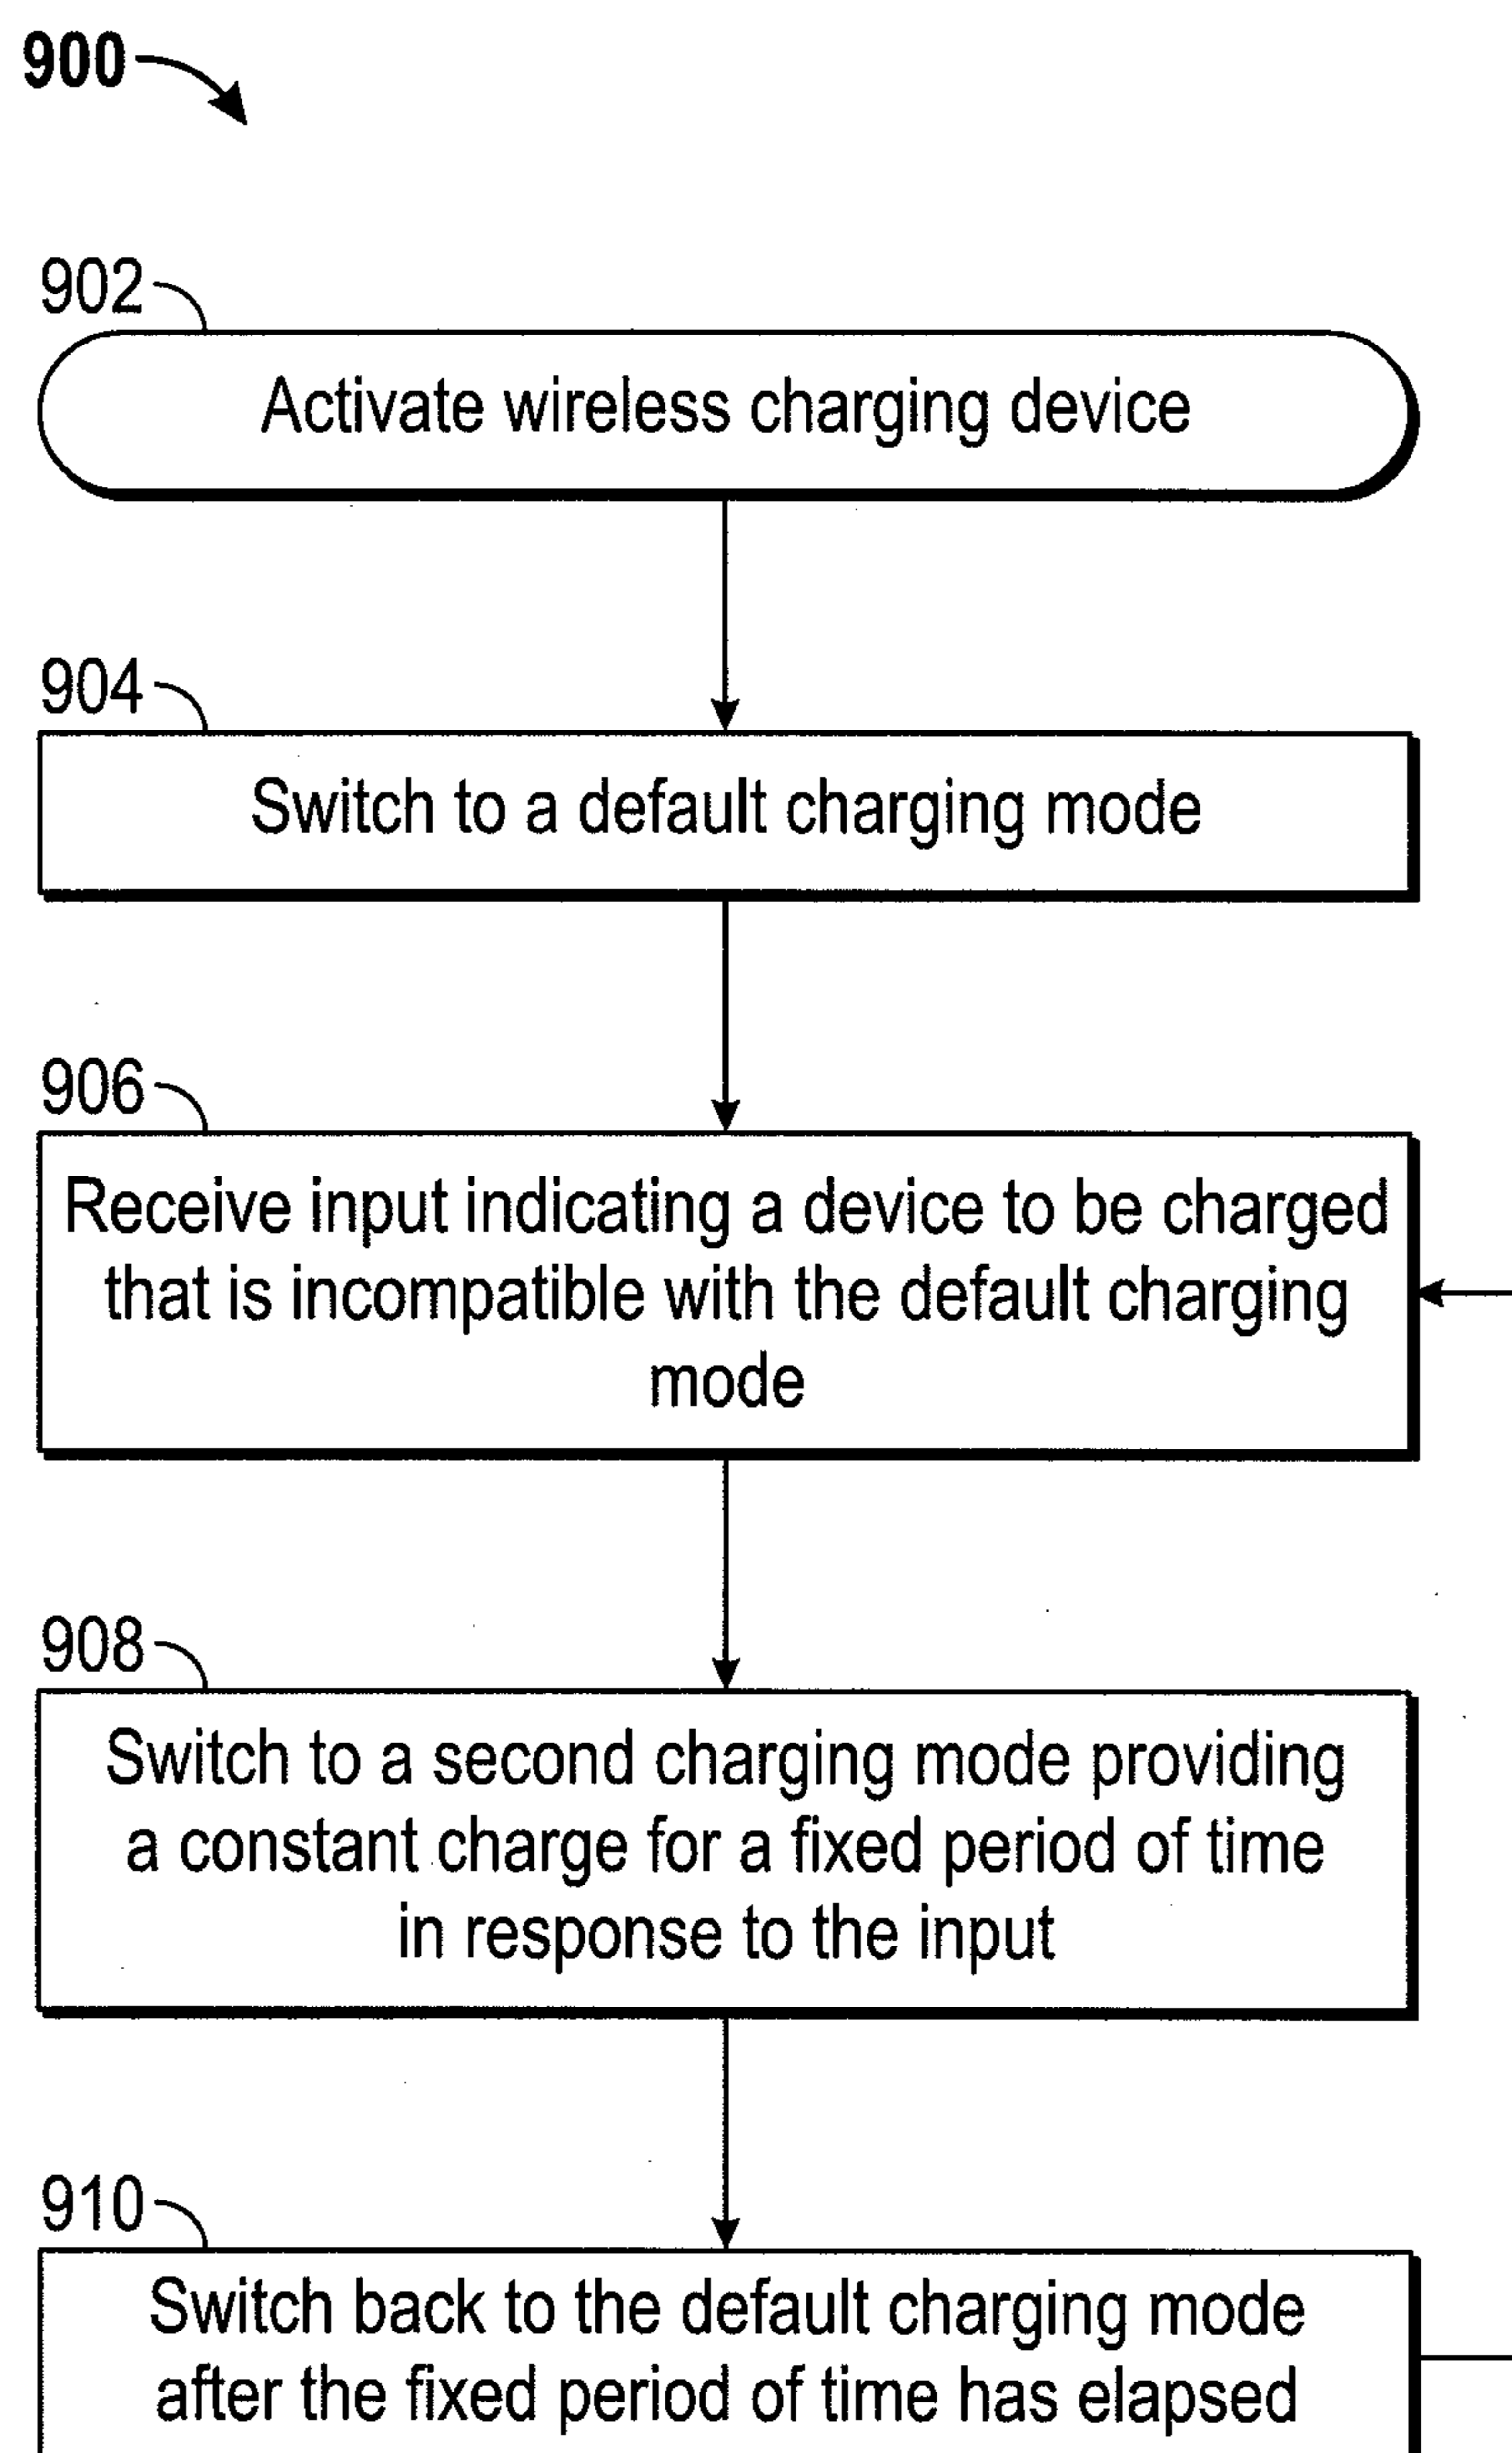 900
902
Activate wireless charging device
904
Switch to a default charging mode
906
Receive input indicating a device to be charged
that is incompatible with the default charging
mode
908
Switch to a second charging mode providing
a constant charge for a fixed period of time
in response to the input
910
Switch back to the default charging mode
after the fixed period of time has elapsed